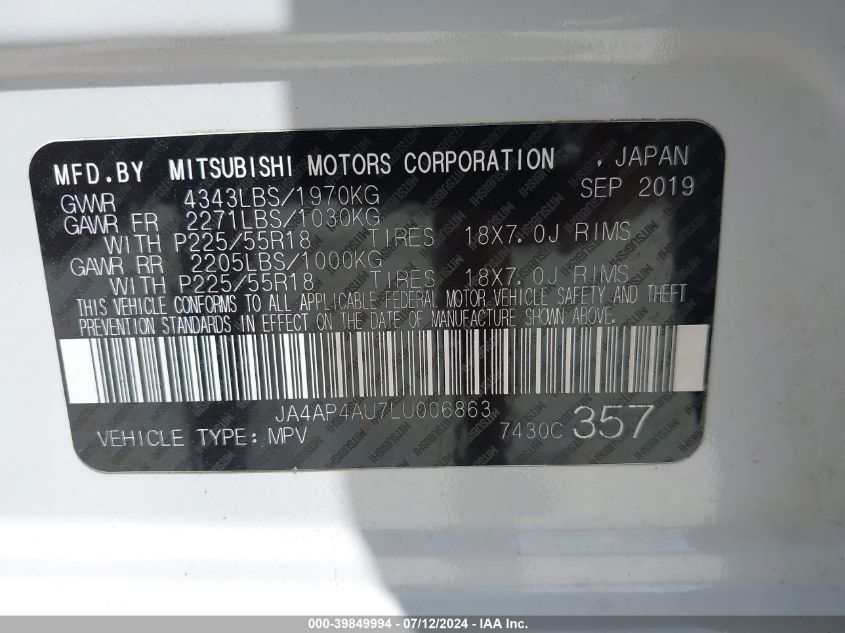 MFD.BY MITSUBISHI MOTORS CORPORATION , JAPAN
GVWR 4343LBS/1970KG SEP 2019
GAWR FR 2271LBS/1030KG
WITH P225/55R18 TIRES 18X7.0J RIMS
GAWR RR 2205LBS/1000KG
WITH P225/55R18 TIRES 18X7.0J RIMS
THIS VEHICLE CONFORMS TO ALL APPLICABLE FEDERAL MOTOR VEHICLE SAFETY AND THEFT
PREVENTION STANDARDS IN EFFECT ON THE DATE OF MANUFACTURE SHOWN ABOVE.
JA4AP4AU7LU006863
VEHICLE TYPE: MPV 7430C 357
000-39849994 - 07/12/2024 - IAA Inc.